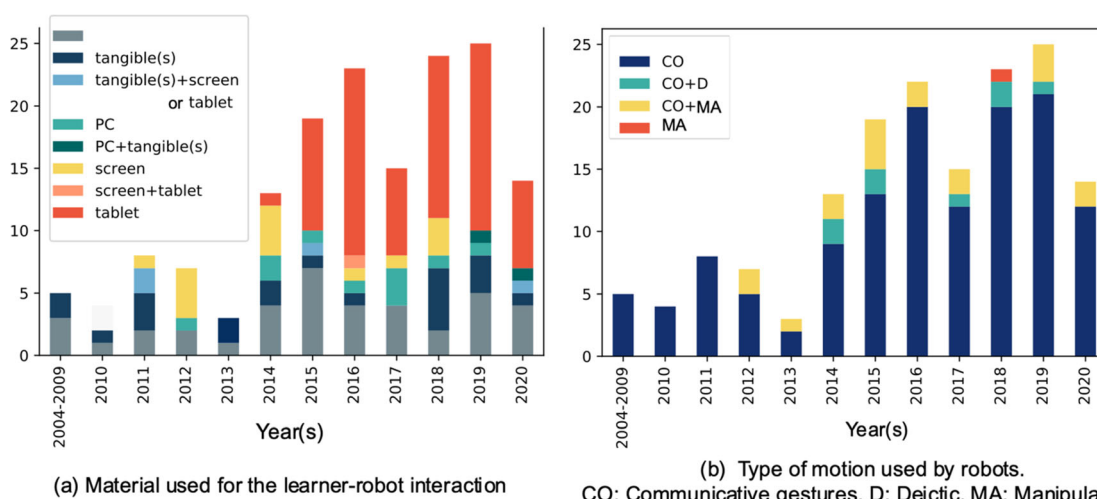 25
20
15
10
5
0
tangible(s)
tangible(s)+screen
or tablet
PC
PC+tangible(s)
screen
screen+tablet
tablet
2004-2009
2010
2011
2012
2013
2014
2015
2016
2017
2018
2019
2020
Year(s)
(a) Material used for the learner-robot interaction
25
20
15
10
5
0
CO
CO+D
CO+MA
MA
2004-2009
2010
2011
2012
2013
2014
2015
2016
2017
2018
2019
2020
Year(s)
(b) Type of motion used by robots.
CO: Communicative gestures, D: Deictic, MA: Manipula